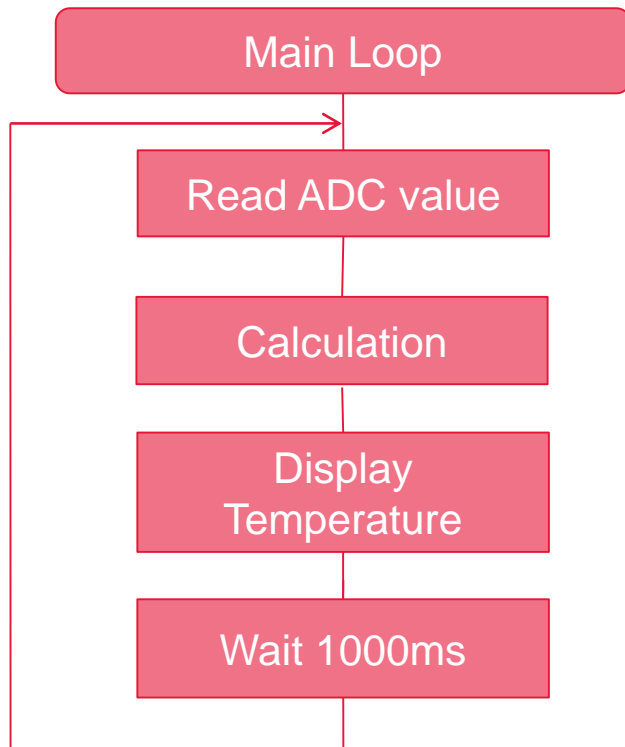 Main Loop
Read ADC value
Calculation
Display
Temperature
Wait 1000ms